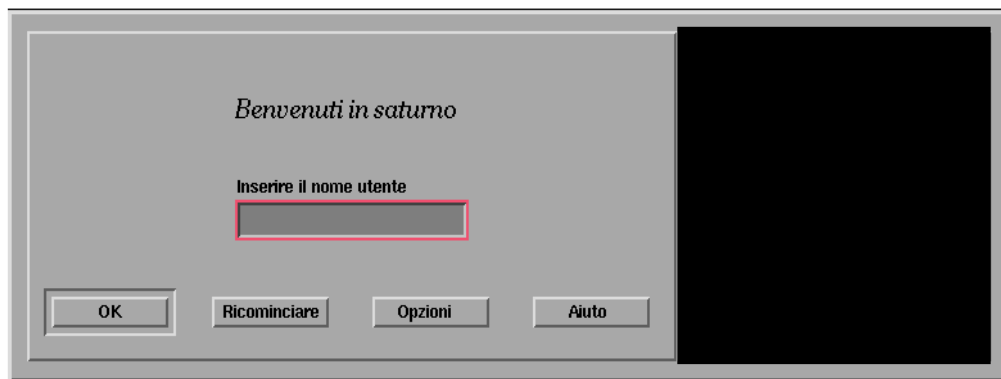 Benvenuti in saturno
Inserire il nome utente
OK Ricominciare Opzioni Aiuto